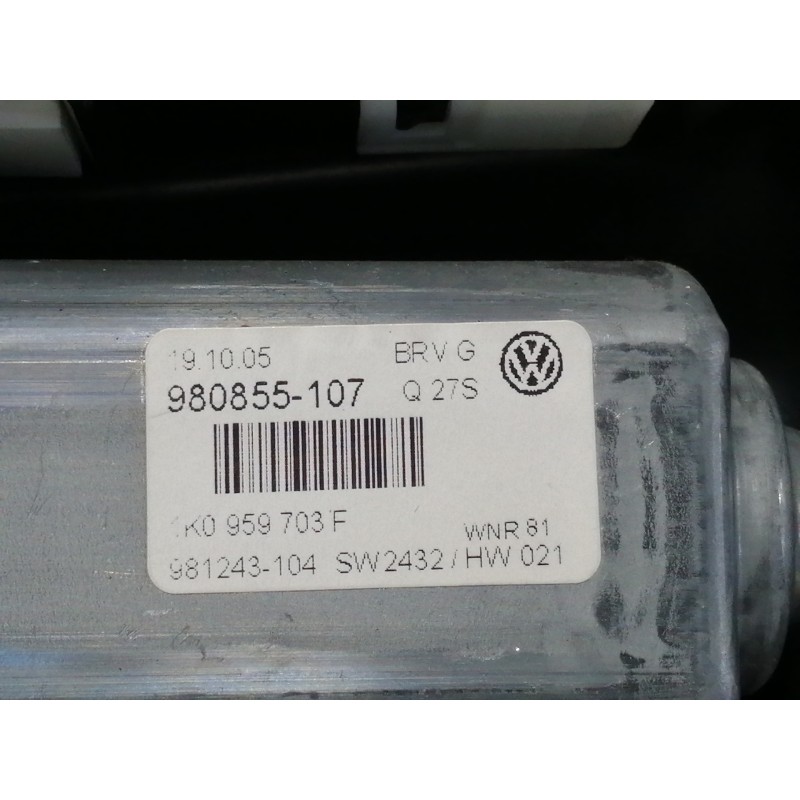 19.10.05 BRV G
980855-107 Q 27S
1K0 959 703 F WNR 81
981243-104 SW2432 / HW 021